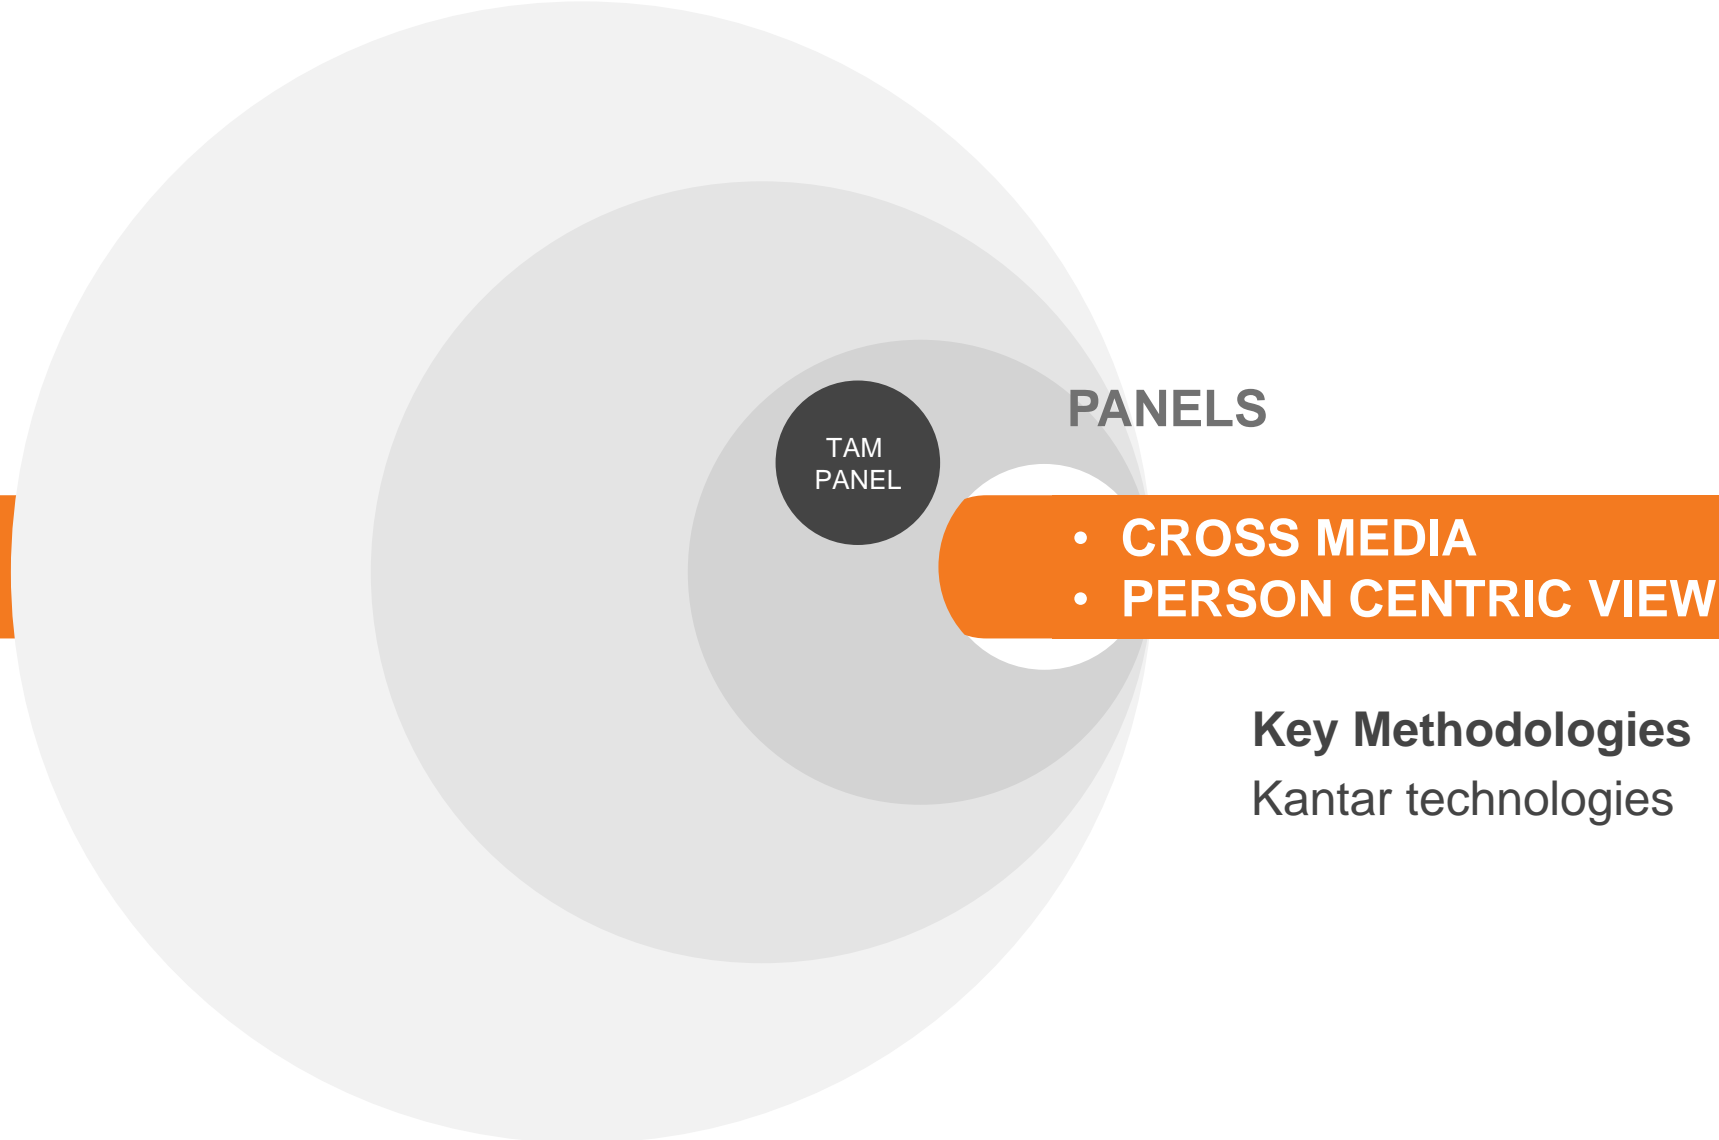 PANELS
TAM
PANEL
• CROSS MEDIA
• PERSON CENTRIC VIEW
Key Methodologies
Kantar technologies